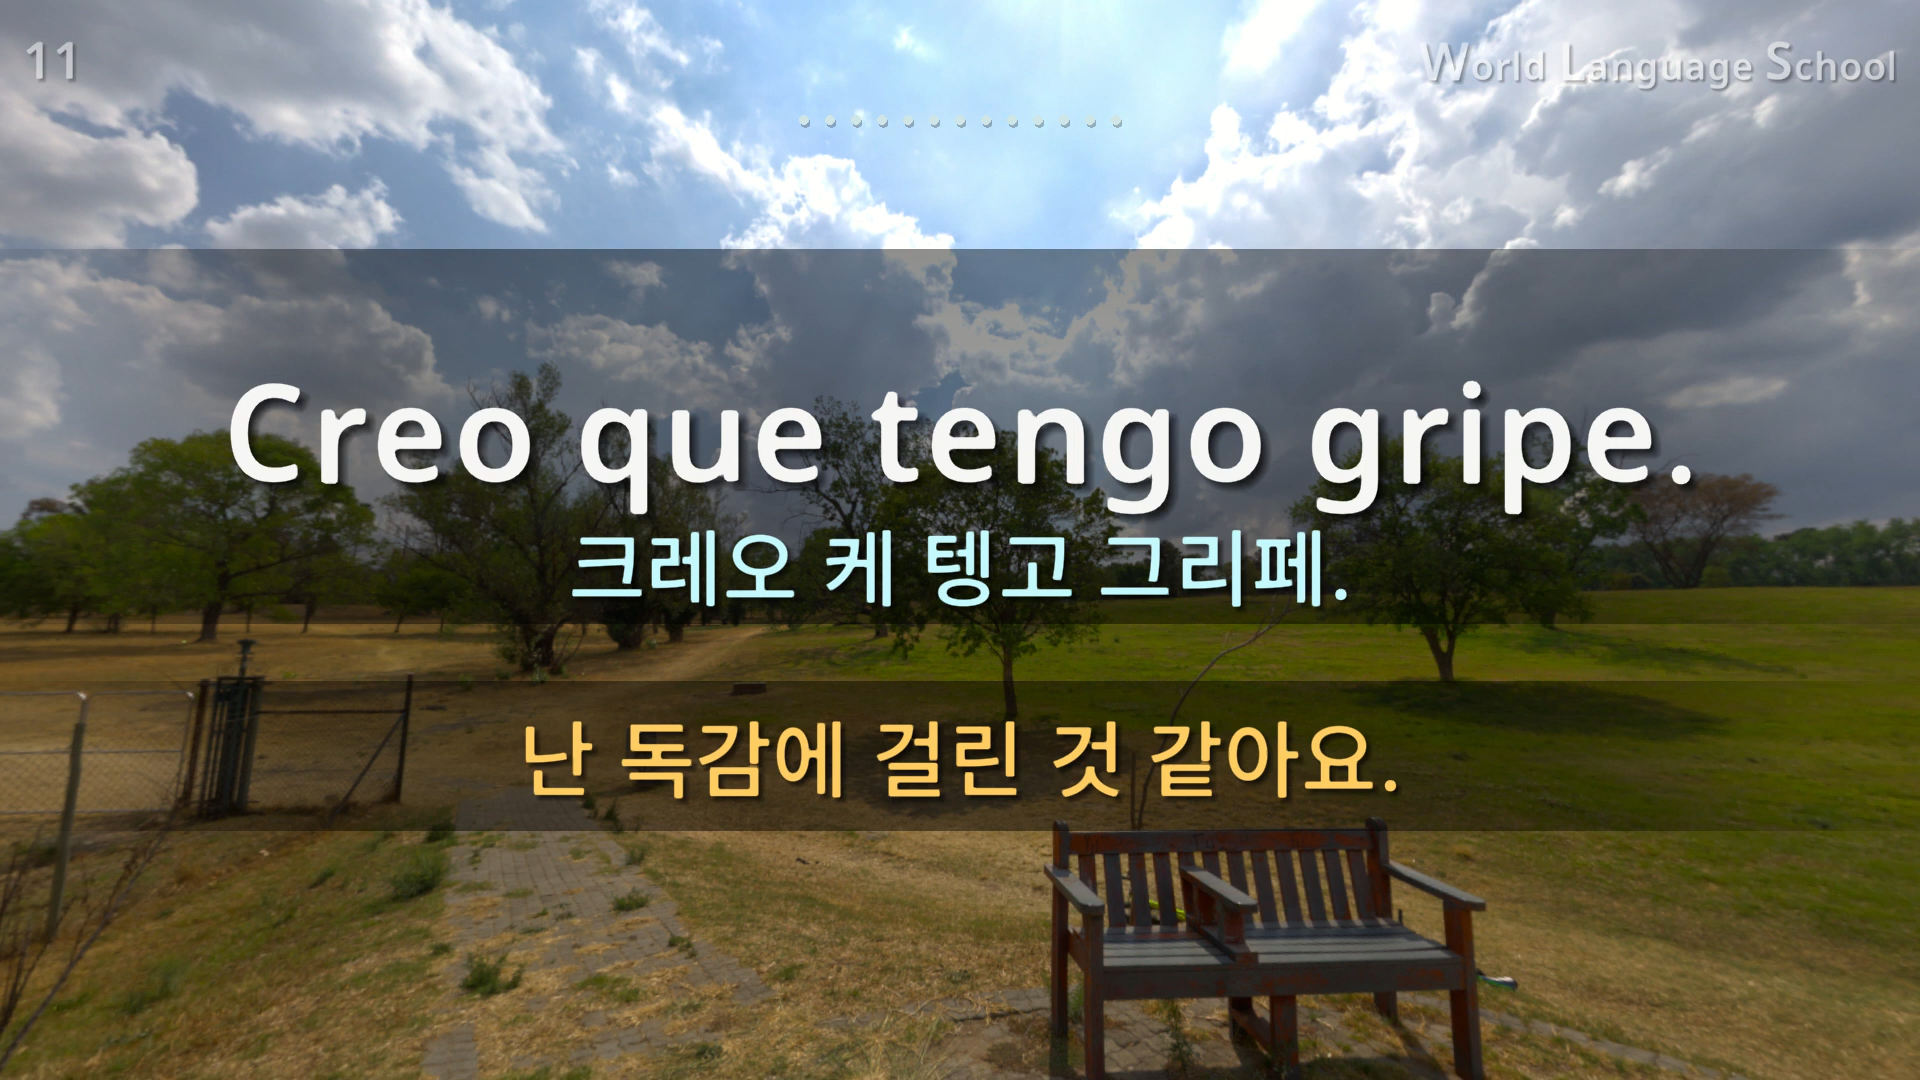 11
World Language School
Creo que tengo gripe.
크레오 케 텡고 그리페.
난 독감에 걸린 것 같아요.